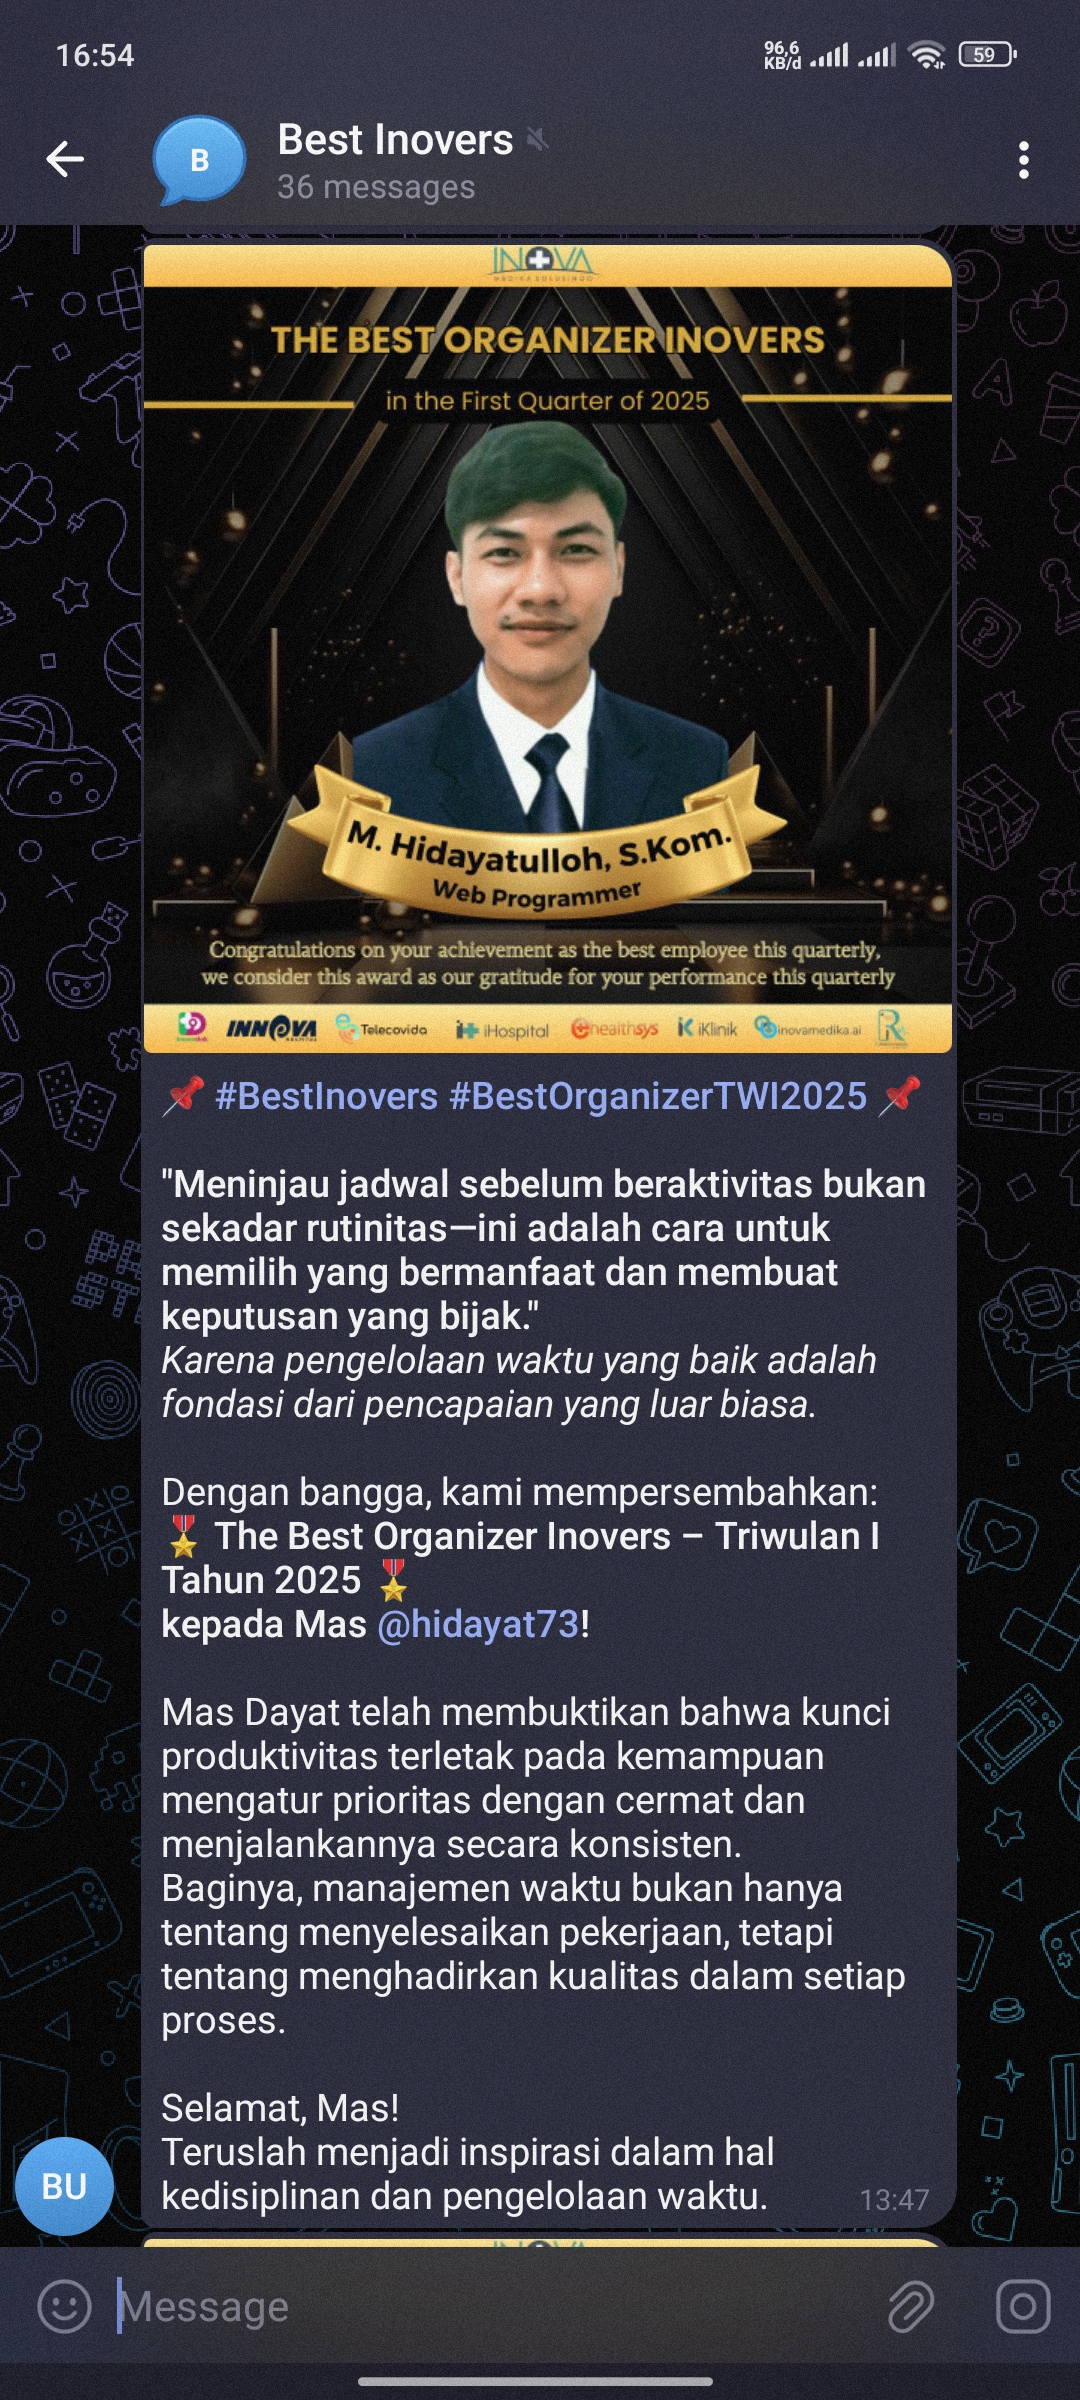 16:54
96,6
KB/d
59
B
Best Inovers
36 messages
INOVA
MEDIKA SOLUSINDO
THE BEST ORGANIZER INOVERS
in the First Quarter of 2025
M. Hidayatulloh, S.Kom.
Web Programmer
Congratulations on your achievement as the best employee this quarterly,
we consider this award as our gratitude for your performance this quarterly
INNOVA
Telecovida
iHospital
ehealthsys
iKlinik
inovamedika.ai
R
#BestInovers #BestOrganizerTWI2025
"Meninjau jadwal sebelum beraktivitas bukan
sekadar rutinitas—ini adalah cara untuk
memilih yang bermanfaat dan membuat
keputusan yang bijak."
Karena pengelolaan waktu yang baik adalah
fondasi dari pencapaian yang luar biasa.
Dengan bangga, kami mempersembahkan:
🎖 The Best Organizer Inovers – Triwulan I
Tahun 2025 🎖
kepada Mas @hidayat73!
Mas Dayat telah membuktikan bahwa kunci
produktivitas terletak pada kemampuan
mengatur prioritas dengan cermat dan
menjalankannya secara konsisten.
Baginya, manajemen waktu bukan hanya
tentang menyelesaikan pekerjaan, tetapi
tentang menghadirkan kualitas dalam setiap
proses.
Selamat, Mas!
Teruslah menjadi inspirasi dalam hal
kedisiplinan dan pengelolaan waktu.
13:47
BU
Message